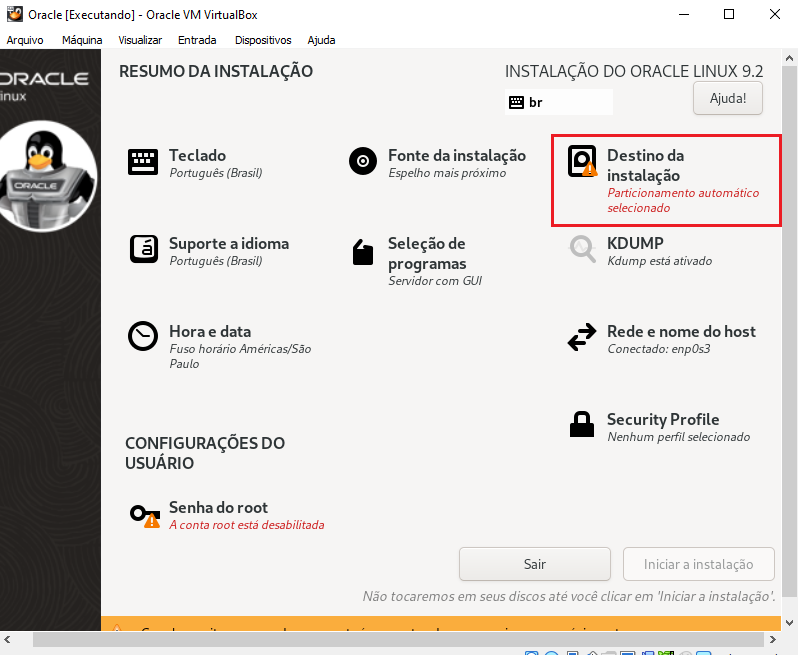 Oracle [Executando] - Oracle VM VirtualBox
Arquivo Máquina Visualizar Entrada Dispositivos Ajuda
ORACLE
Linux
RESUMO DA INSTALAÇÃO
INSTALAÇÃO DO ORACLE LINUX 9.2
br
Ajuda!
Teclado
Português (Brasil)
Fonte da instalação
Espelho mais próximo
Destino da
instalação
Particionamento automático
selecionado
ORACLE
Suporte a idioma
Português (Brasil)
Seleção de
programas
Servidor com GUI
KDUMP
Kdump está ativado
Hora e data
Fuso horário Américas/São
Paulo
Rede e nome do host
Conectado: enp0s3
Security Profile
Nenhum perfil selecionado
CONFIGURAÇÕES DO
USUÁRIO
Senha do root
A conta root está desabilitada
Sair
Iniciar a instalação
Não tocaremos em seus discos até você clicar em 'Iniciar a instalação'.